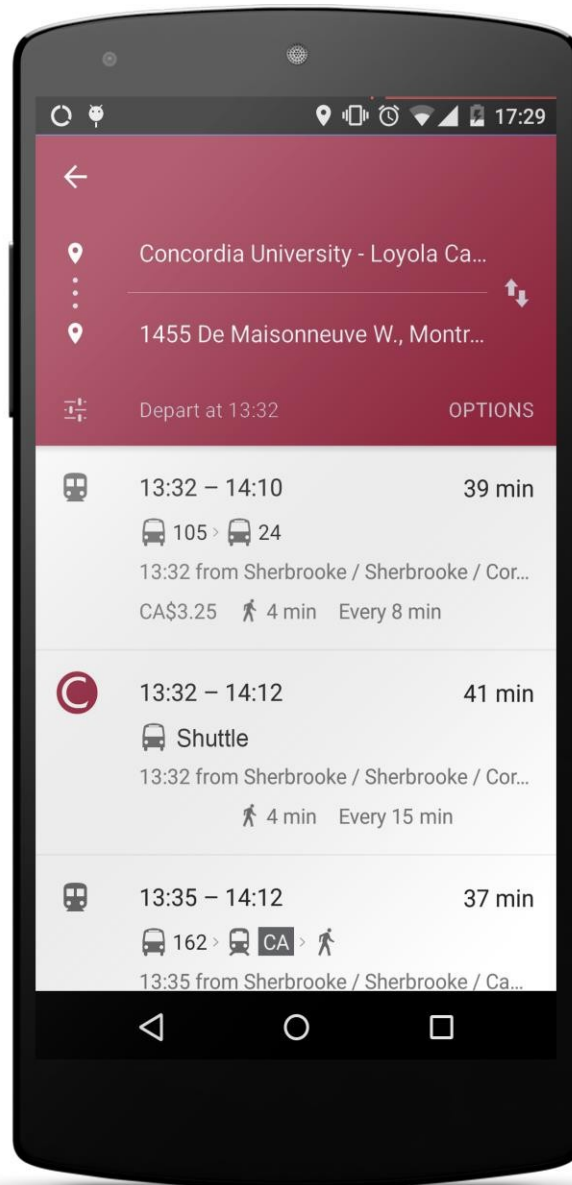 17:29
Concordia University - Loyola Ca...
1455 De Maisonneuve W., Montr...
Depart at 13:32 OPTIONS
13:32 – 14:10 39 min
105 > 24
13:32 from Sherbrooke / Sherbrooke / Cor...
CA$3.25 4 min Every 8 min
C 13:32 – 14:12 41 min
Shuttle
13:32 from Sherbrooke / Sherbrooke / Cor...
4 min Every 15 min
13:35 – 14:12 37 min
162 > CA >
13:35 from Sherbrooke / Sherbrooke / Ca...